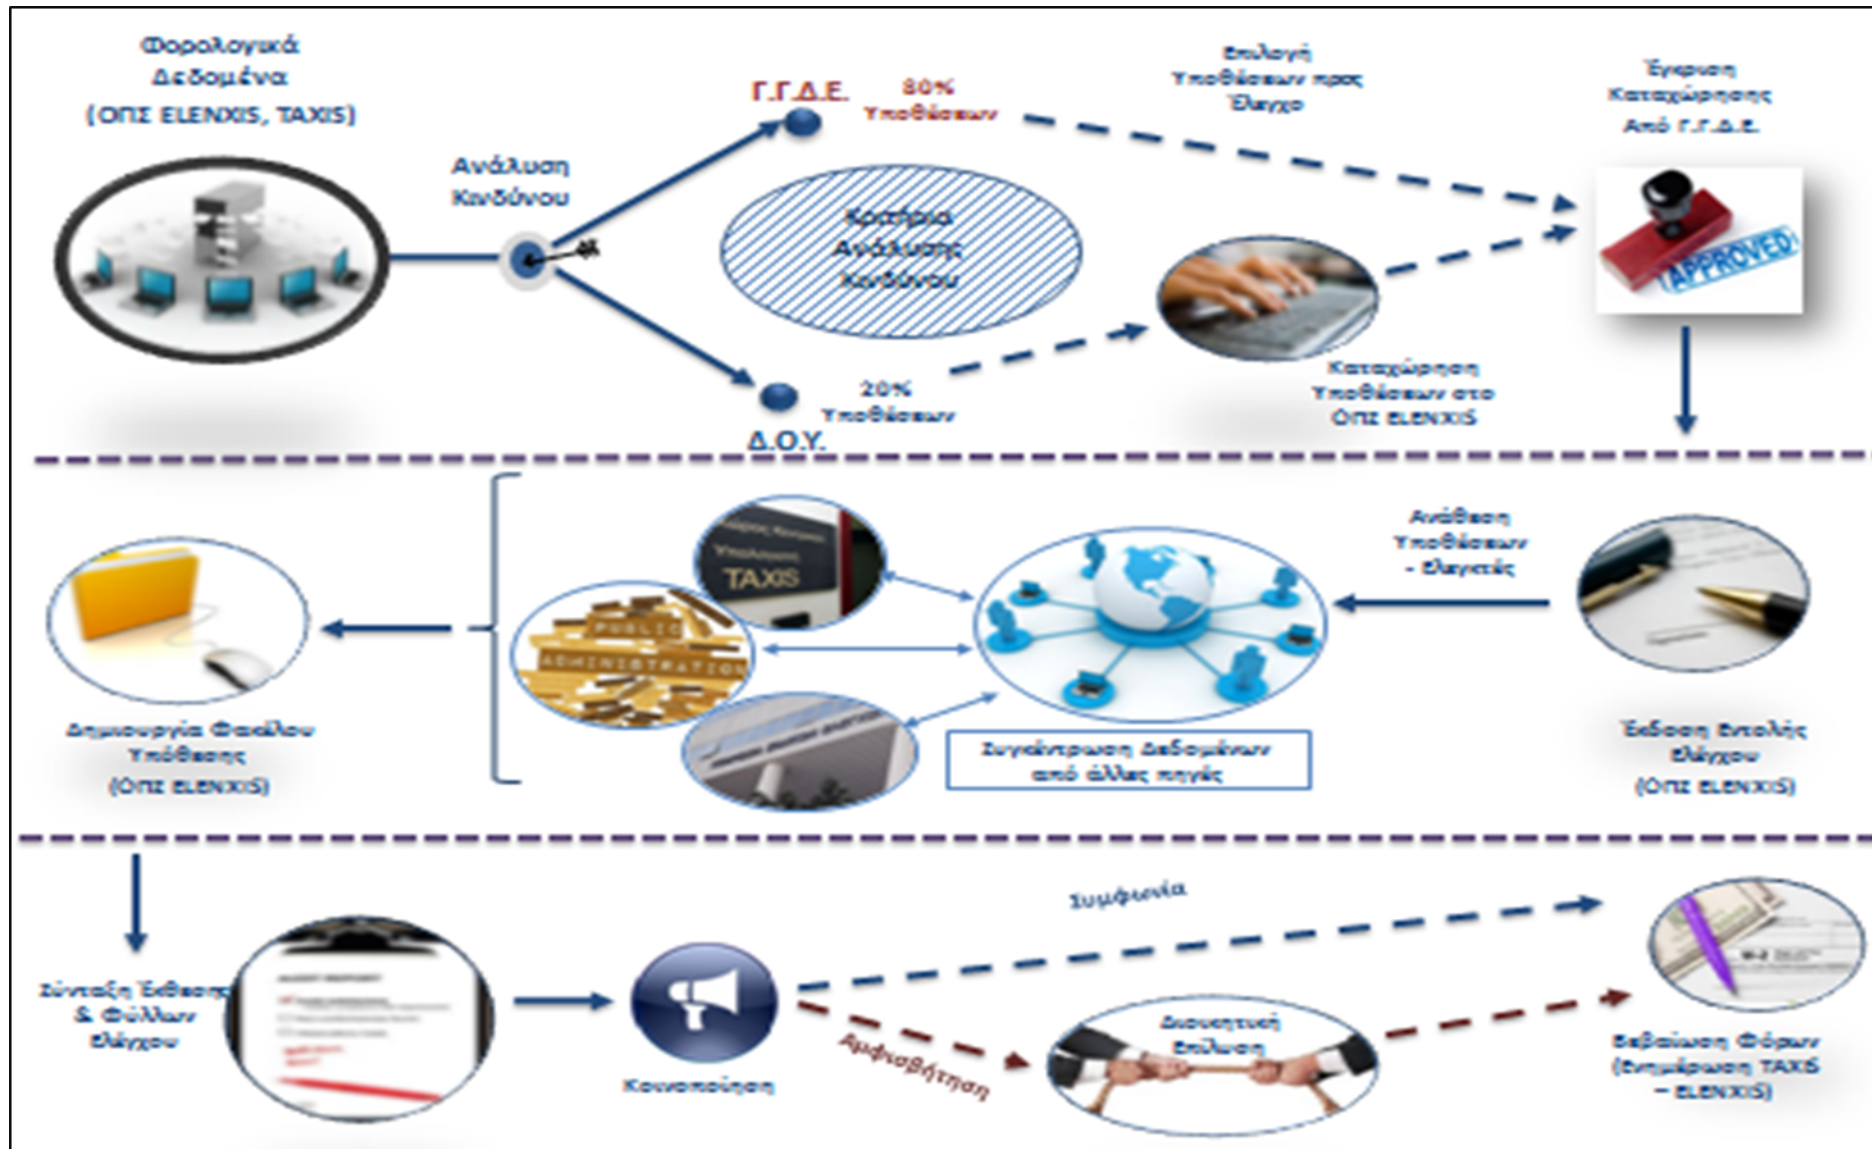 Φορολογικά
Δεδομένα
(ΟΠΣ ELENXIS, TAXIS)
Ανάλυση
Κινδύνου
Γ.Γ.Δ.Ε.
80%
Υποθέσεων
Κριτήρια
Ανάλυσης
Κινδύνου
20%
Υποθέσεων
Δ.Ο.Υ.
Επιλογή
Υποθέσεων προς
Έλεγχο
Καταχώρηση
Υποθέσεων στο
ΟΠΣ ELENXIS
Έγκριση
Καταχώρησης
Από Γ.Γ.Δ.Ε.
APPROVED
Ανάθεση
Υποθέσεων
- Ελεγκτές
Έκδοση Εντολής
Ελέγχου
(ΟΠΣ ELENXIS)
TAXIS
PUBLIC
ADMINISTRATION
Συγκέντρωση Δεδομένων
από άλλες πηγές
Δημιουργία Φακέλου
Υπόθεσης
(ΟΠΣ ELENXIS)
Σύνταξη Έκθεσης
& Φύλλων
Ελέγχου
Κοινοποίηση
Συμφωνία
Αμφισβήτηση
Διοικητική
Επίλυση
Βεβαίωση Φόρων
(Ενημέρωση TAXIS
– ELENXIS)